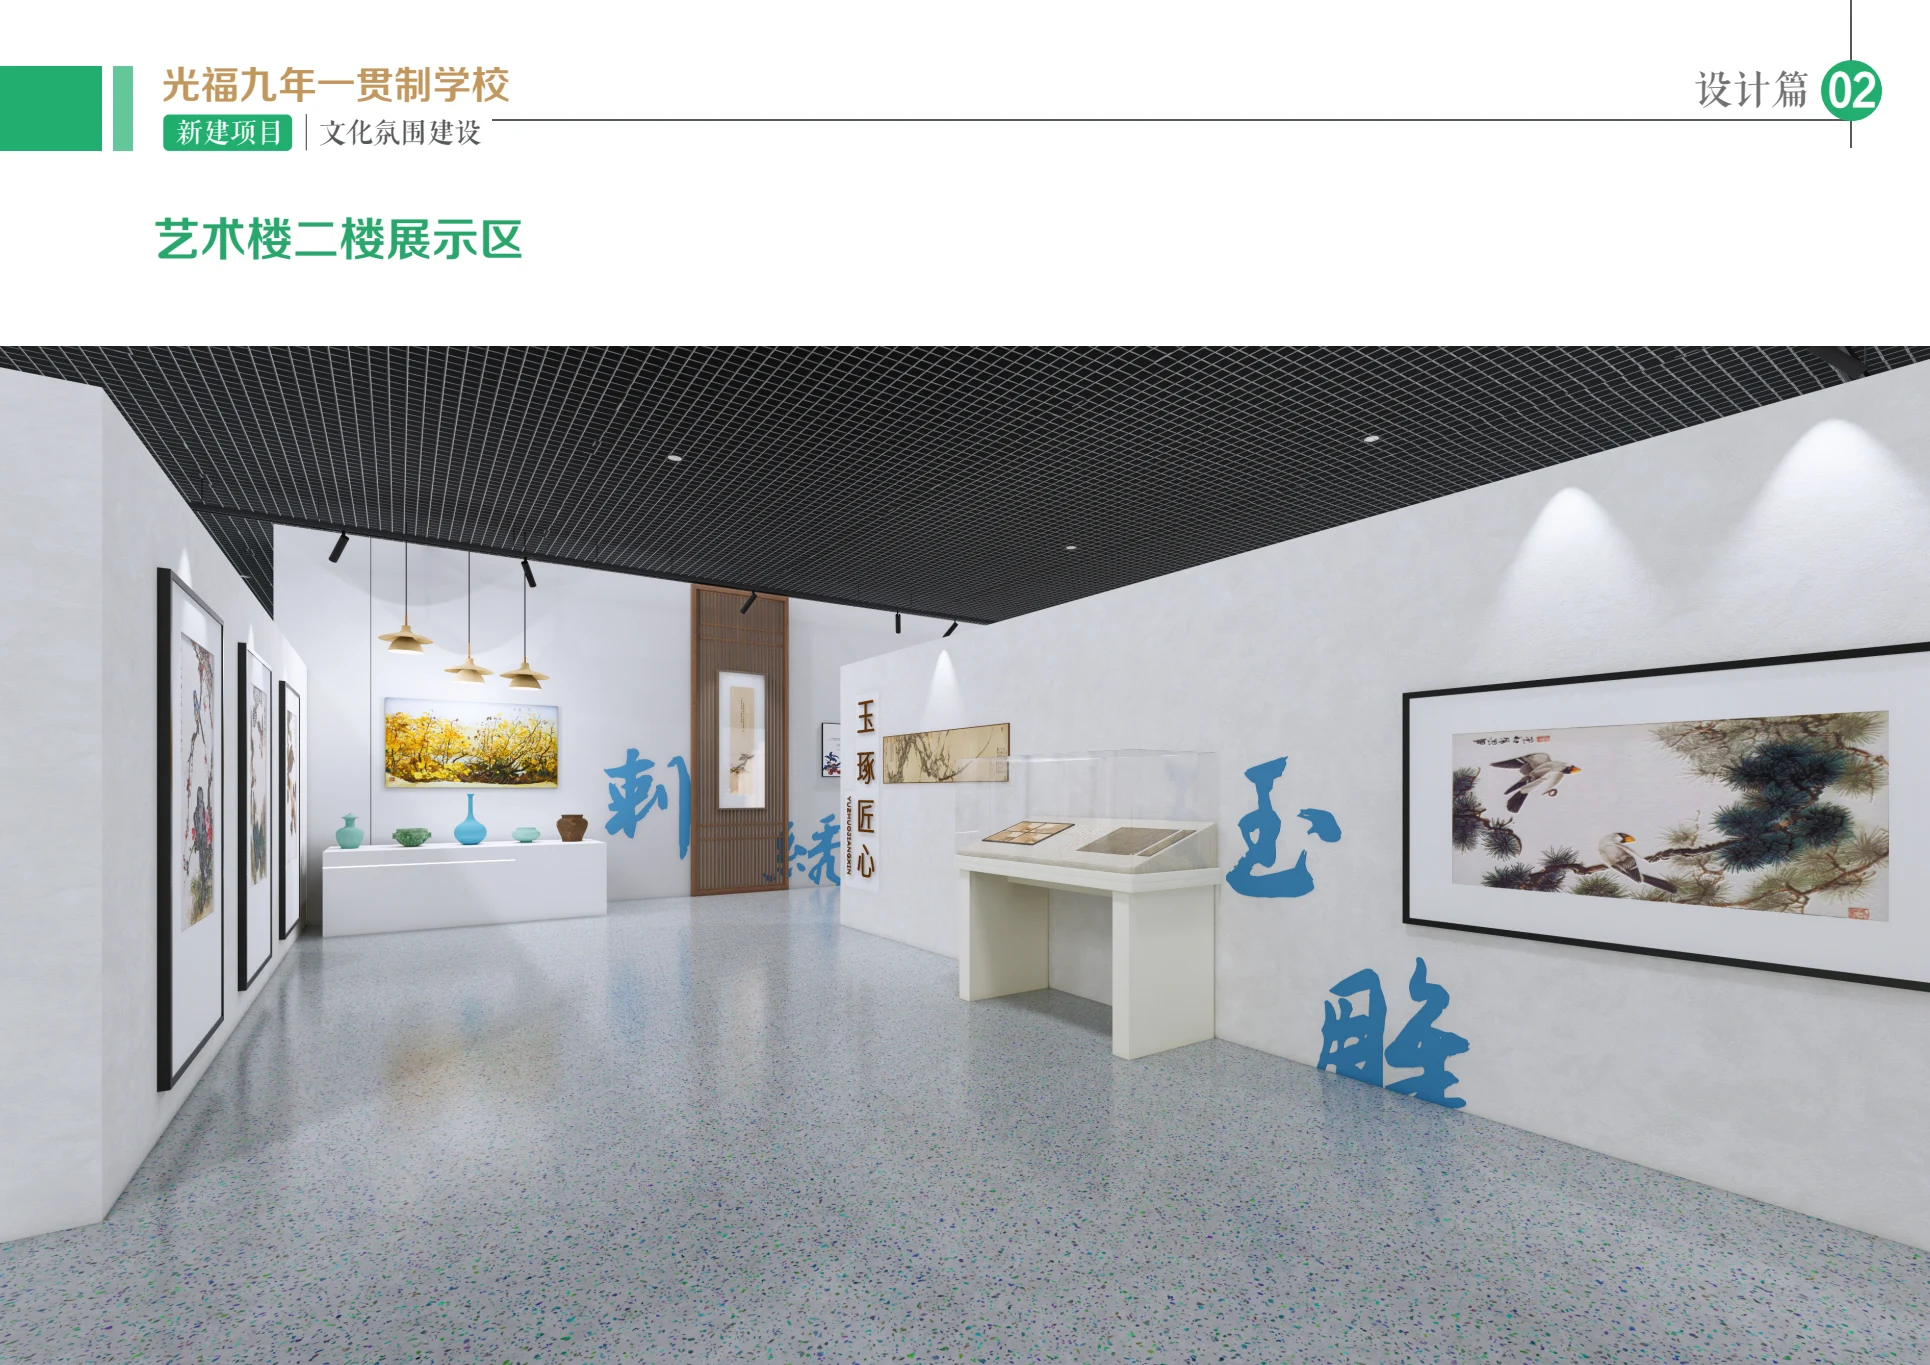 光福九年一贯制学校
新建项目 文化氛围建设
设计篇 02
艺术楼二楼展示区
刺
绣
玉琢匠心
YUZHUOJIANGXIN
玉
雕